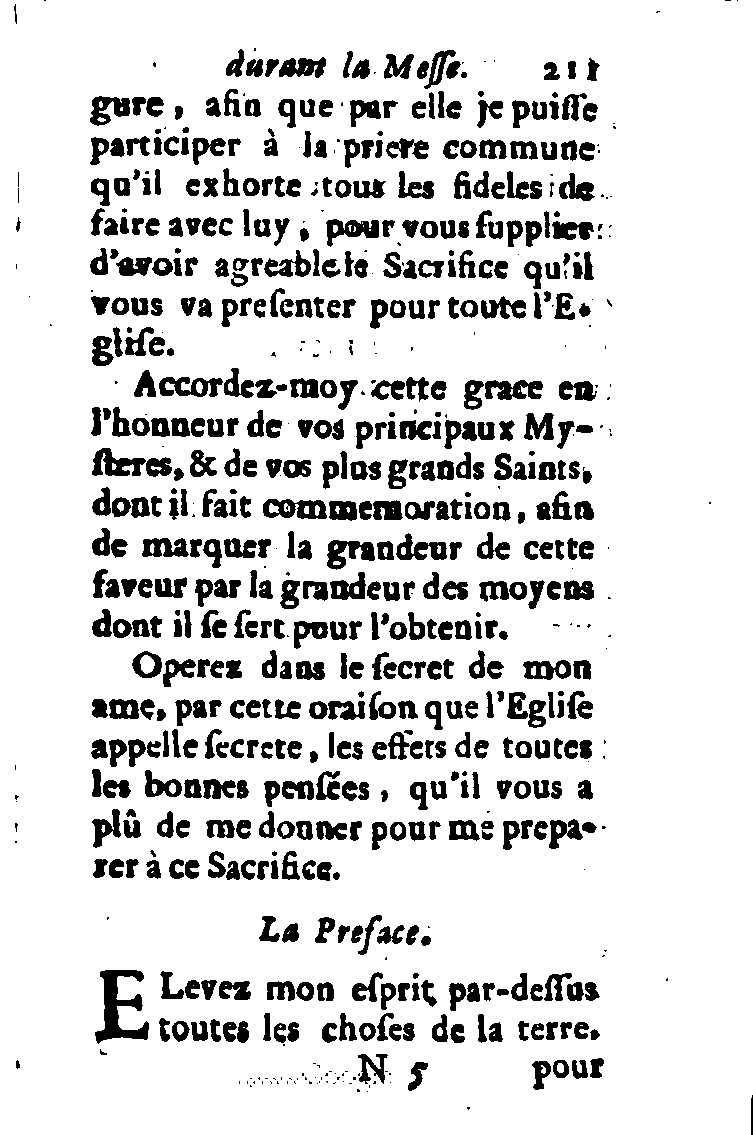 durant la Meſſe. 211
gure, afin que par elle je puiſſe
participer à la priere commune
qu'il exhorte tous les fideles de
faire avec luy, pour vous ſupplier
d'avoir agreable le Sacrifice qu'il
vous va preſenter pour toute l'E-
gliſe.
Accordez-moy cette grace en
l'honneur de vos principaux My-
ſteres, & de vos plus grands Saints,
dont il fait commemoration, afin
de marquer la grandeur de cette
faveur par la grandeur des moyens
dont il ſe ſert pour l'obtenir.
Operez dans le ſecret de mon
ame, par cette oraiſon que l'Egliſe
appelle ſecrete, les effets de toutes
les bonnes penſées, qu'il vous a
plû de me donner pour me prepa-
rer à ce Sacrifice.
La Preface.
ELevez mon eſprit par-deſſus
toutes les choſes de la terre.
N 5 pour